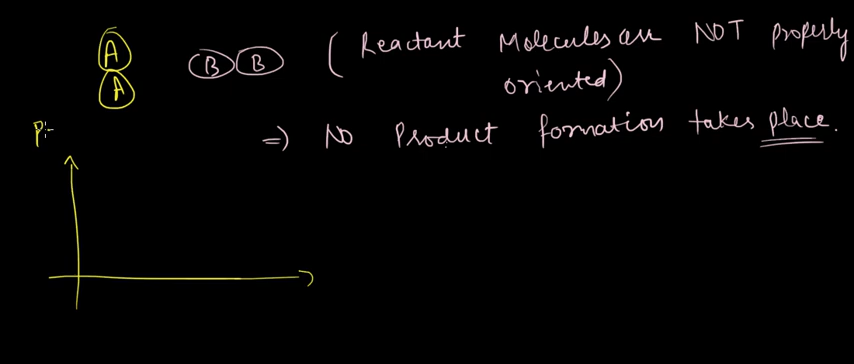 A
A
B B
(Reactant Molecules are NOT properly
oriented)
P:-
=) NO Product formation takes place.